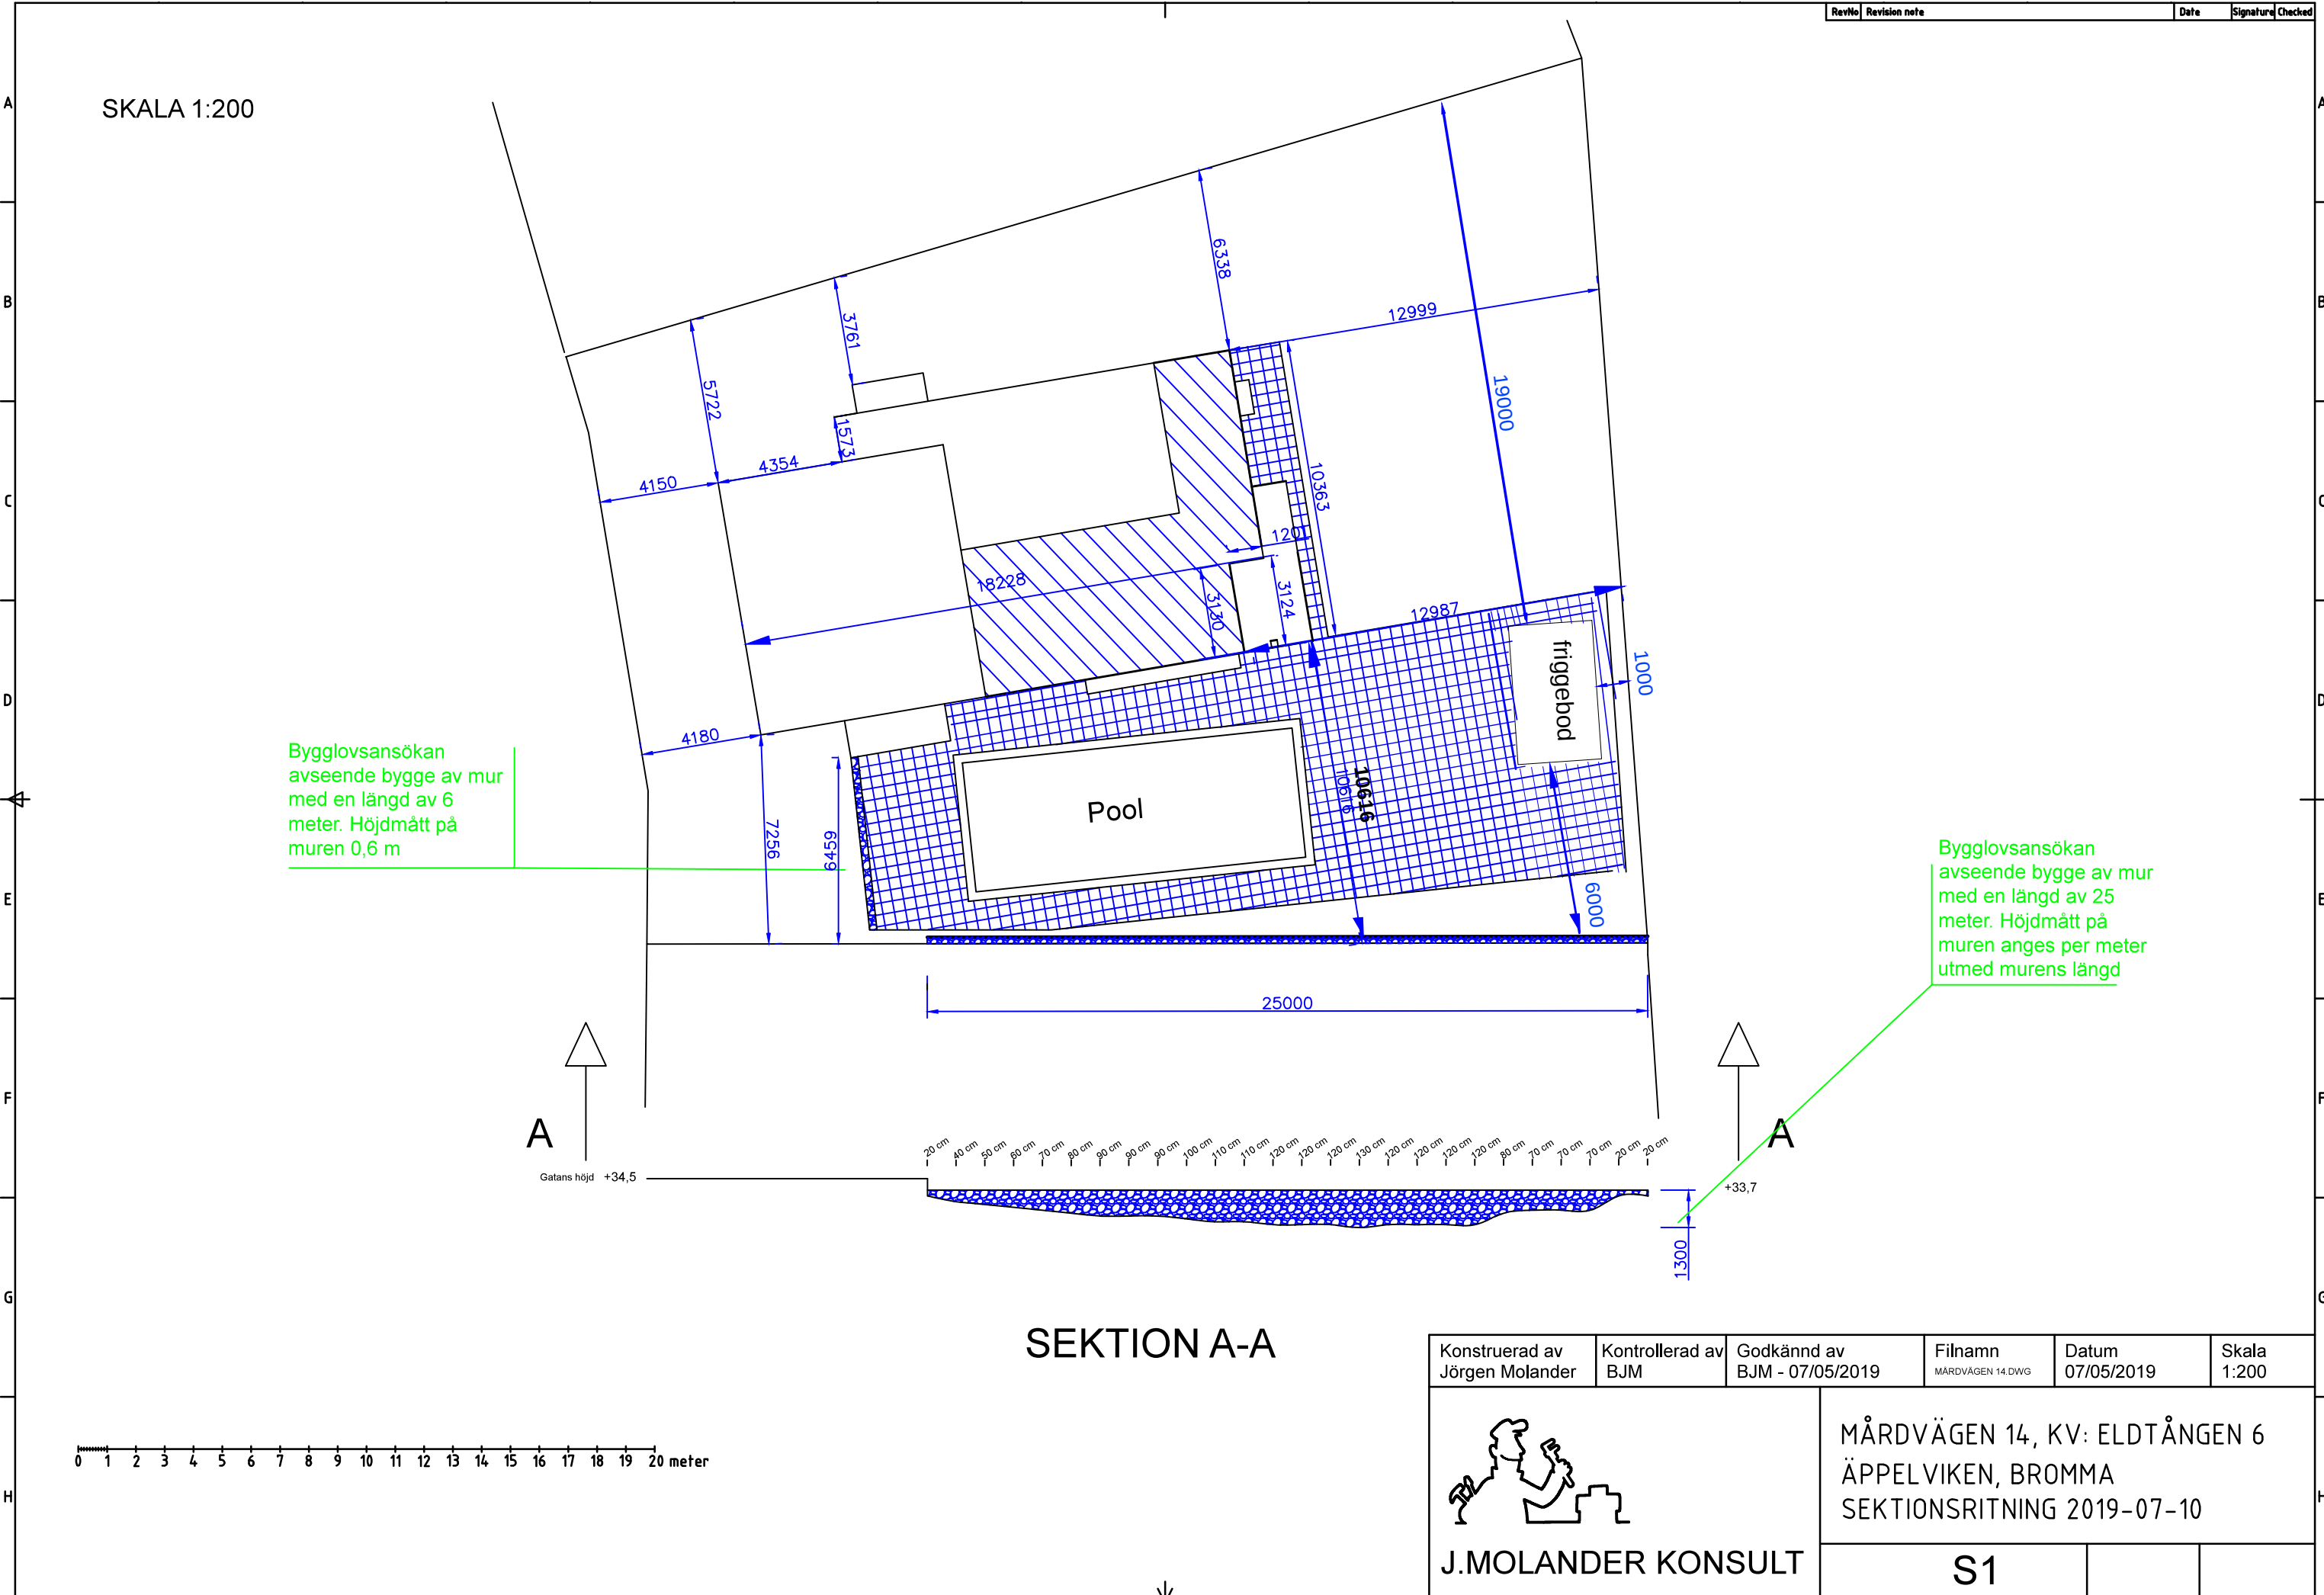 RevNo Revision note Date Signature Checked
A
A
SKALA 1:200
6338
B
B
12999
3761
19000
5722
1573
4354
4150
10363
C
C
120
18228
3124
3130
12987
friggebod
1000
D
D
4180
Bygglovsansökan
avseende bygge av mur
med en längd av 6
meter. Höjdmått på
muren 0,6 m
7256
6459
Pool
10616
10616
Bygglovsansökan
avseende bygge av mur
med en längd av 25
meter. Höjdmått på
muren anges per meter
utmed murens längd
6000
E
E
25000
F
F
A
A
20 cm 40 cm 50 cm 60 cm 70 cm 80 cm 90 cm 90 cm 90 cm 100 cm 110 cm 110 cm 120 cm 120 cm 120 cm 130 cm 120 cm 120 cm 120 cm 120 cm 80 cm 70 cm 70 cm 70 cm 20 cm 20 cm
Gatans höjd +34,5
+33,7
1300
G
G
SEKTION A-A
Konstruerad av Kontrollerad av Godkännd av Filnamn Datum Skala
Jörgen Molander BJM BJM - 07/05/2019 MÅRDVÄGEN 14.DWG 07/05/2019 1:200
MÅRDVÄGEN 14, KV: ELDTÅNGEN 6
ÄPPELVIKEN, BROMMA
SEKTIONSRITNING 2019-07-10
0 1 2 3 4 5 6 7 8 9 10 11 12 13 14 15 16 17 18 19 20 meter
H
H
J.MOLANDER KONSULT
S1